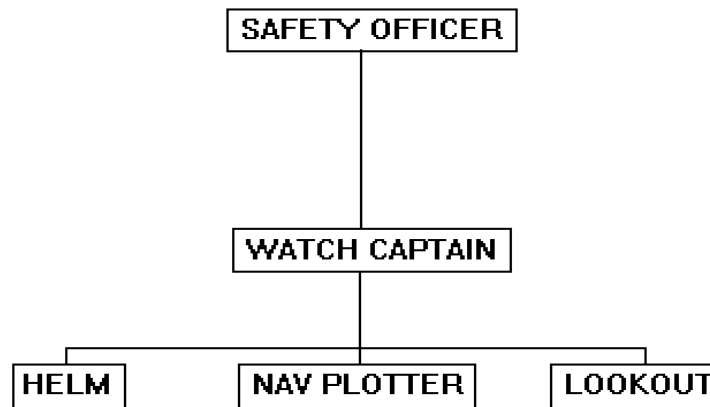 SAFETY OFFICER
WATCH CAPTAIN
HELM
NAV PLOTTER
LOOKOUT